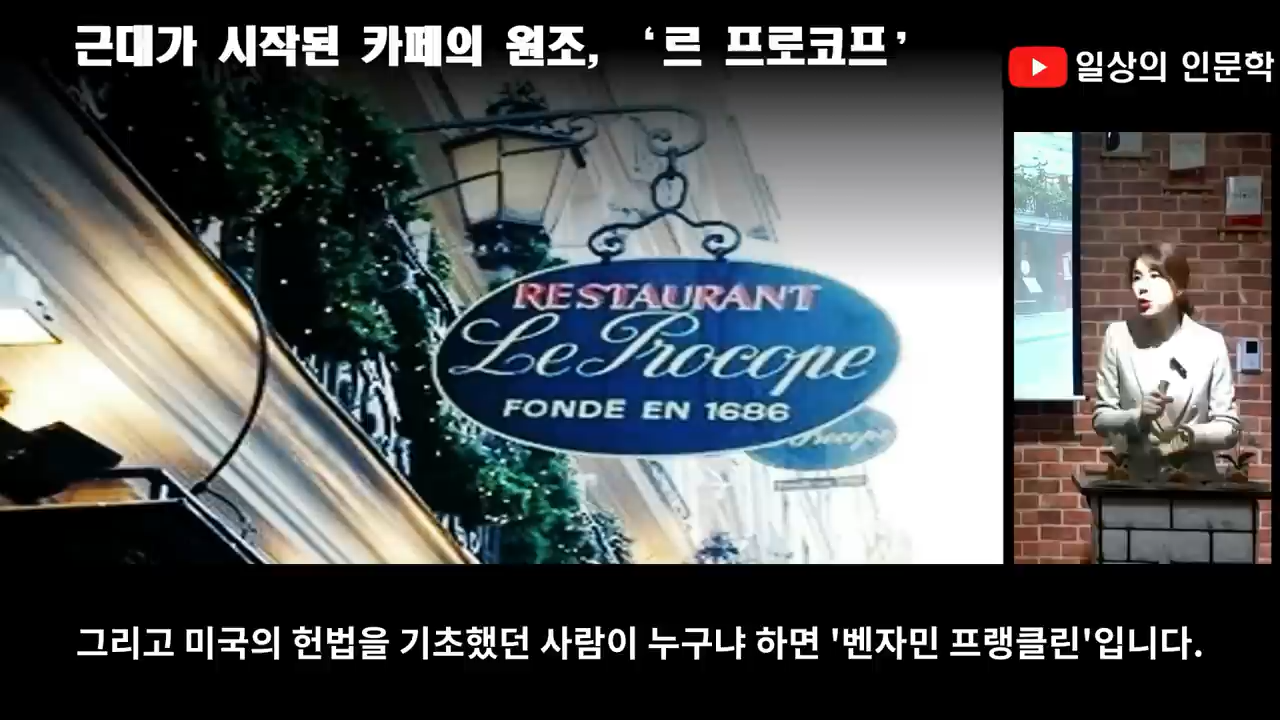 근대가 시작된 카페의 원조, ‘르 프로코프’
일상의 인문학
RESTAURANT
Le Procope
FONDÉ EN 1686
Procope
그리고 미국의 헌법을 기초했던 사람이 누구냐 하면 '벤자민 프랭클린'입니다.